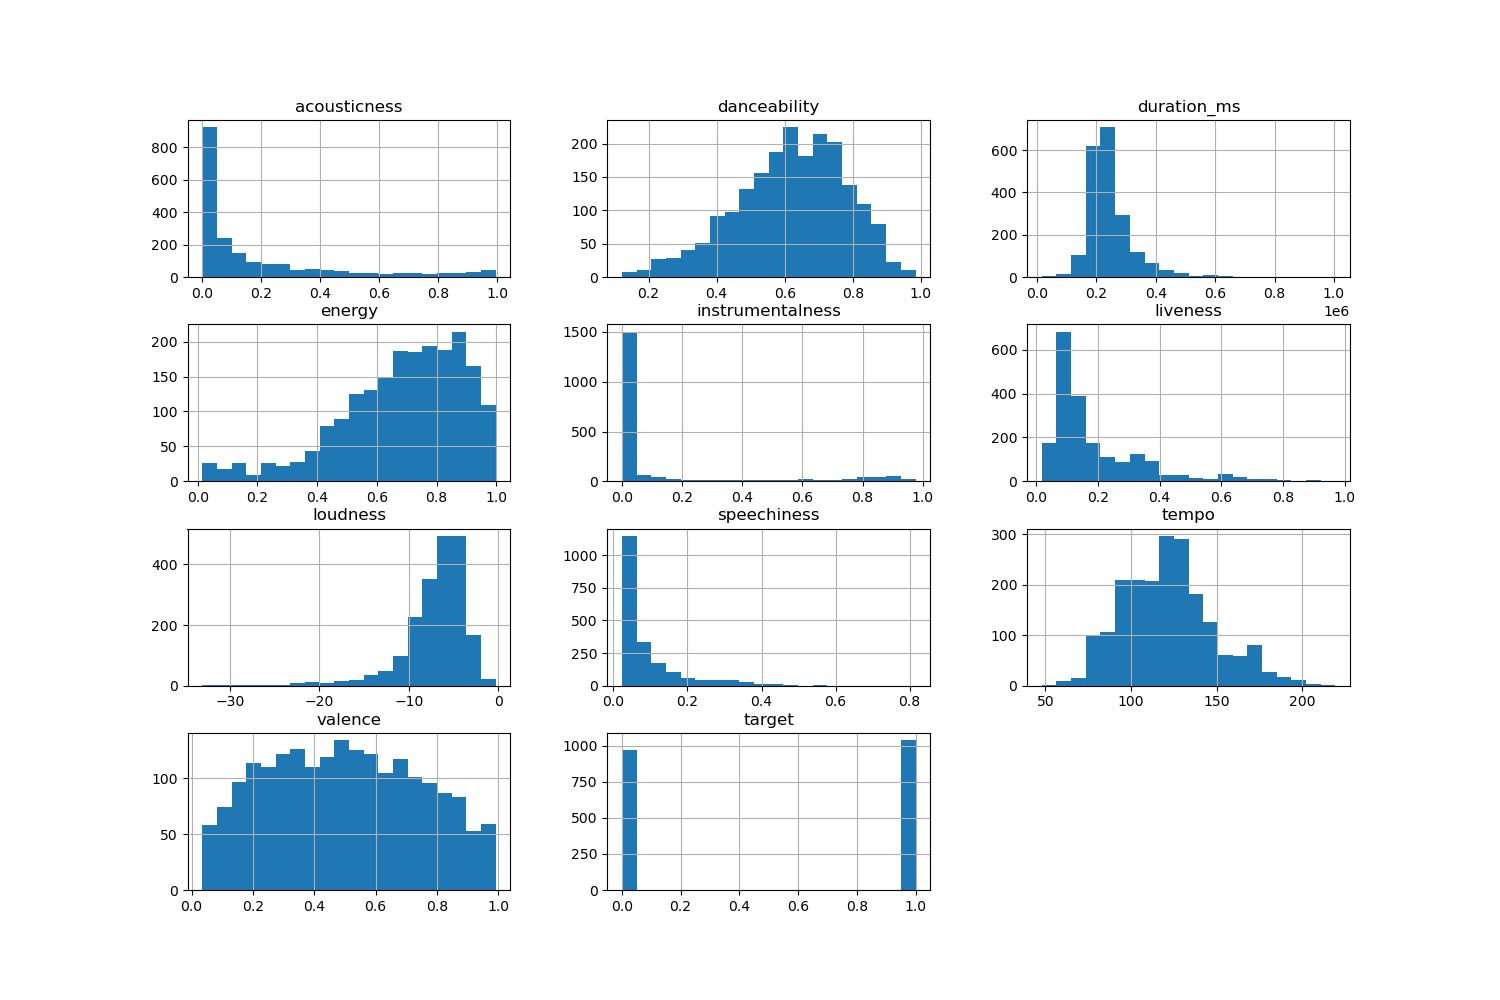 acousticness
danceability
duration_ms
800
600
400
200
0
0.0 0.2 0.4 0.6 0.8 1.0
200
150
100
50
0
0.2 0.4 0.6 0.8 1.0
600
400
200
0
0.0 0.2 0.4 0.6 0.8 1.0
1e6
energy
instrumentalness
liveness
200
150
100
50
0
0.0 0.2 0.4 0.6 0.8 1.0
1500
1000
500
0
0.0 0.2 0.4 0.6 0.8 1.0
600
400
200
0
0.0 0.2 0.4 0.6 0.8 1.0
loudness
speechiness
tempo
400
200
0
−30 −20 −10 0
1000
750
500
250
0
0.0 0.2 0.4 0.6 0.8
300
200
100
0
50 100 150 200
valence
target
100
50
0
0.0 0.2 0.4 0.6 0.8 1.0
1000
750
500
250
0
0.0 0.2 0.4 0.6 0.8 1.0